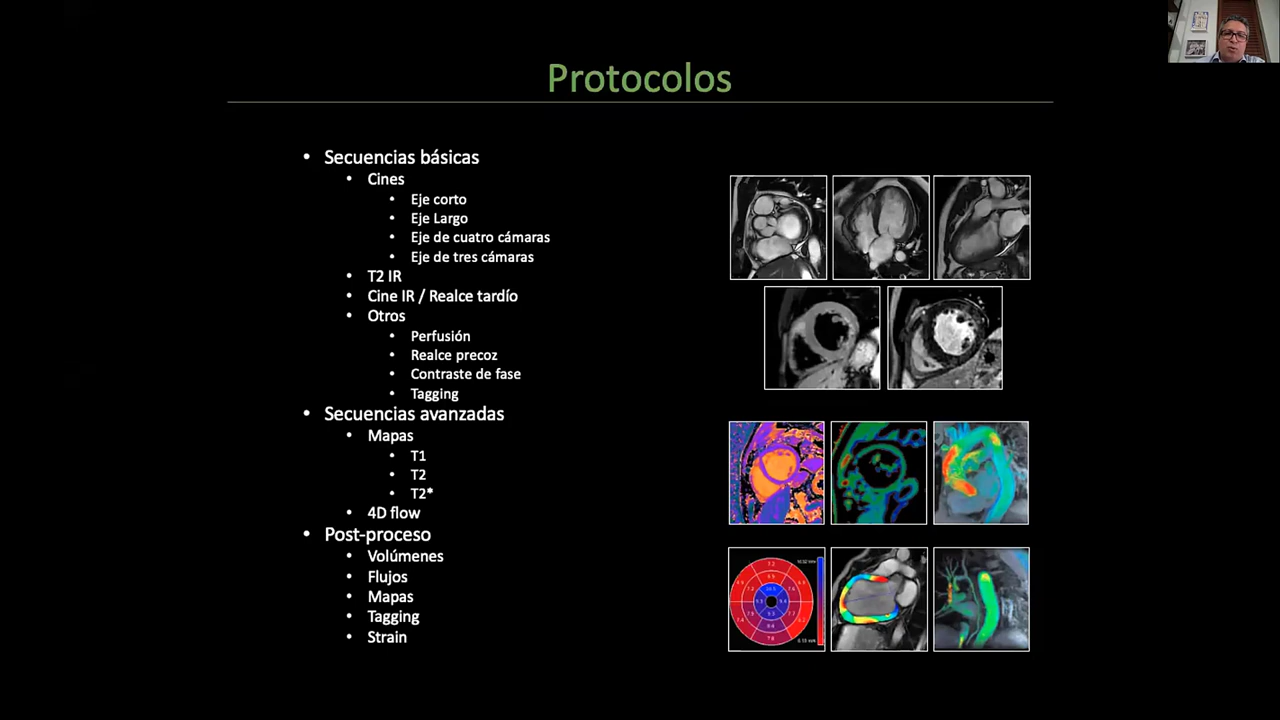 Protocolos
• Secuencias básicas
• Cines
• Eje corto
• Eje Largo
• Eje de cuatro cámaras
• Eje de tres cámaras
• T2 IR
• Cine IR / Realce tardío
• Otros
• Perfusión
• Realce precoz
• Contraste de fase
• Tagging
• Secuencias avanzadas
• Mapas
• T1
• T2
• T2*
• 4D flow
• Post-proceso
• Volúmenes
• Flujos
• Mapas
• Tagging
• Strain